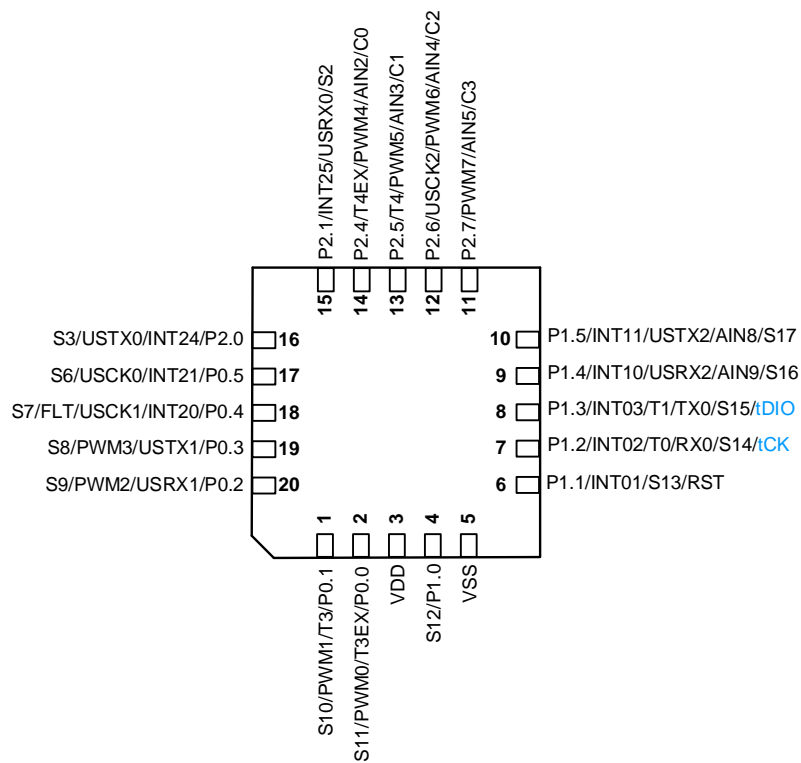 P2.1/INT25/USRX0/S2
P2.4/T4EX/PWM4/AIN2/C0
P2.5/T4/PWM5/AIN3/C1
P2.6/USCK2/PWM6/AIN4/C2
P2.7/PWM7/AIN5/C3
15
14
13
12
11
S3/USTX0/INT24/P2.0
16
S6/USCK0/INT21/P0.5
17
S7/FLT/USCK1/INT20/P0.4
18
S8/PWM3/USTX1/P0.3
19
S9/PWM2/USRX1/P0.2
20
10
P1.5/INT11/USTX2/AIN8/S17
9
P1.4/INT10/USRX2/AIN9/S16
8
P1.3/INT03/T1/TX0/S15/tDIO
7
P1.2/INT02/T0/RX0/S14/tCK
6
P1.1/INT01/S13/RST
1
2
3
4
5
S10/PWM1/T3/P0.1
S11/PWM0/T3EX/P0.0
VDD
S12/P1.0
VSS